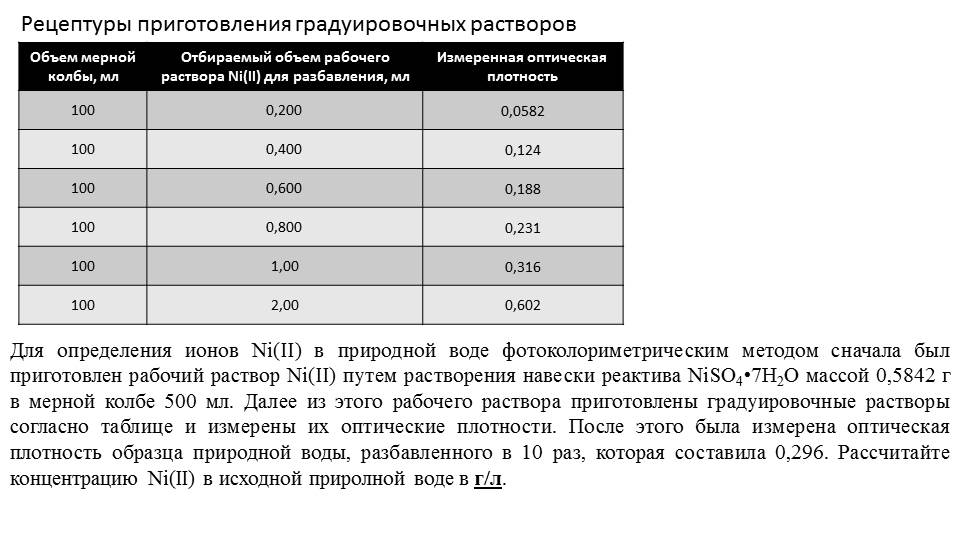 Рецептуры приготовления градуировочных растворов
Объем мерной колбы, мл | Отбираемый объем рабочего раствора Ni(II) для разбавления, мл | Измеренная оптическая плотность
100 | 0,200 | 0,0582
100 | 0,400 | 0,124
100 | 0,600 | 0,188
100 | 0,800 | 0,231
100 | 1,00 | 0,316
100 | 2,00 | 0,602
Для определения ионов Ni(II) в природной воде фотоколориметрическим методом сначала был
приготовлен рабочий раствор Ni(II) путем растворения навески реактива NiSO₄•7H₂O массой 0,5842 г
в мерной колбе 500 мл. Далее из этого рабочего раствора приготовлены градуировочные растворы
согласно таблице и измерены их оптические плотности. После этого была измерена оптическая
плотность образца природной воды, разбавленного в 10 раз, которая составила 0,296. Рассчитайте
концентрацию Ni(II) в исходной прирoлной воде в г/л.